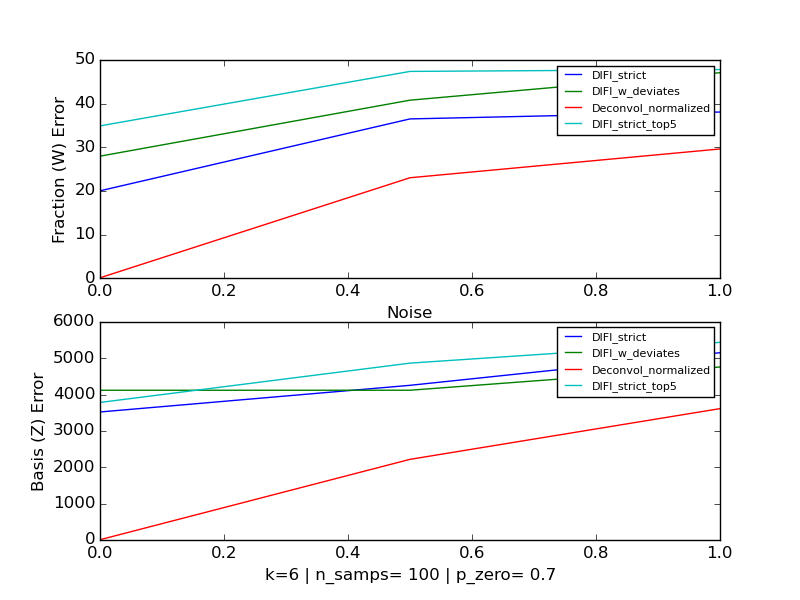 50
40
30
20
10
0
Fraction (W) Error
DIFI_strict
DIFI_w_deviates
Deconvol_normalized
DIFI_strict_top5
0.0 0.2 0.4 0.6 0.8 1.0
Noise
6000
5000
4000
3000
2000
1000
0
Basis (Z) Error
DIFI_strict
DIFI_w_deviates
Deconvol_normalized
DIFI_strict_top5
0.0 0.2 0.4 0.6 0.8 1.0
k=6 | n_samps= 100 | p_zero= 0.7